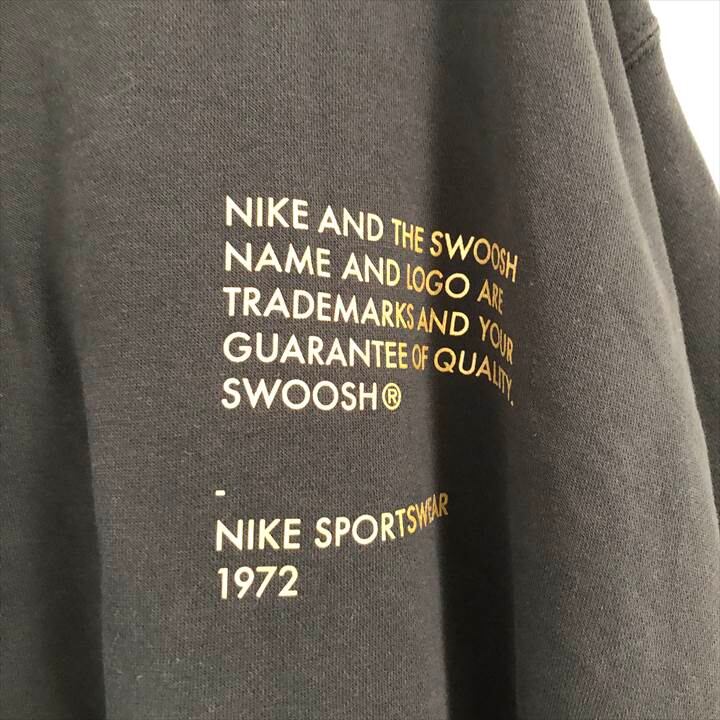 NIKE AND THE SWOOSH
NAME AND LOGO ARE
TRADEMARKS AND YOUR
GUARANTEE OF QUALITY.
SWOOSH®
-
NIKE SPORTSWEAR
1972